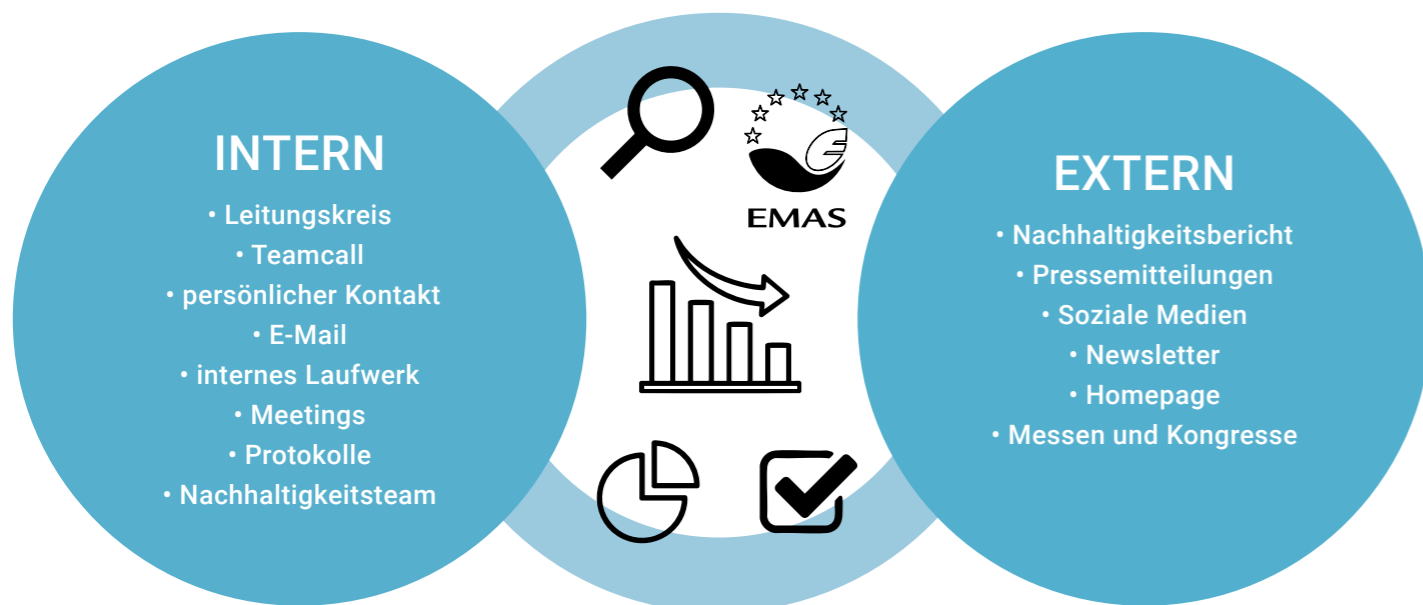 INTERN
• Leitungskreis
• Teamcall
• persönlicher Kontakt
• E-Mail
• internes Laufwerk
• Meetings
• Protokolle
• Nachhaltigkeitsteam
EMAS
EXTERN
• Nachhaltigkeitsbericht
• Pressemitteilungen
• Soziale Medien
• Newsletter
• Homepage
• Messen und Kongresse